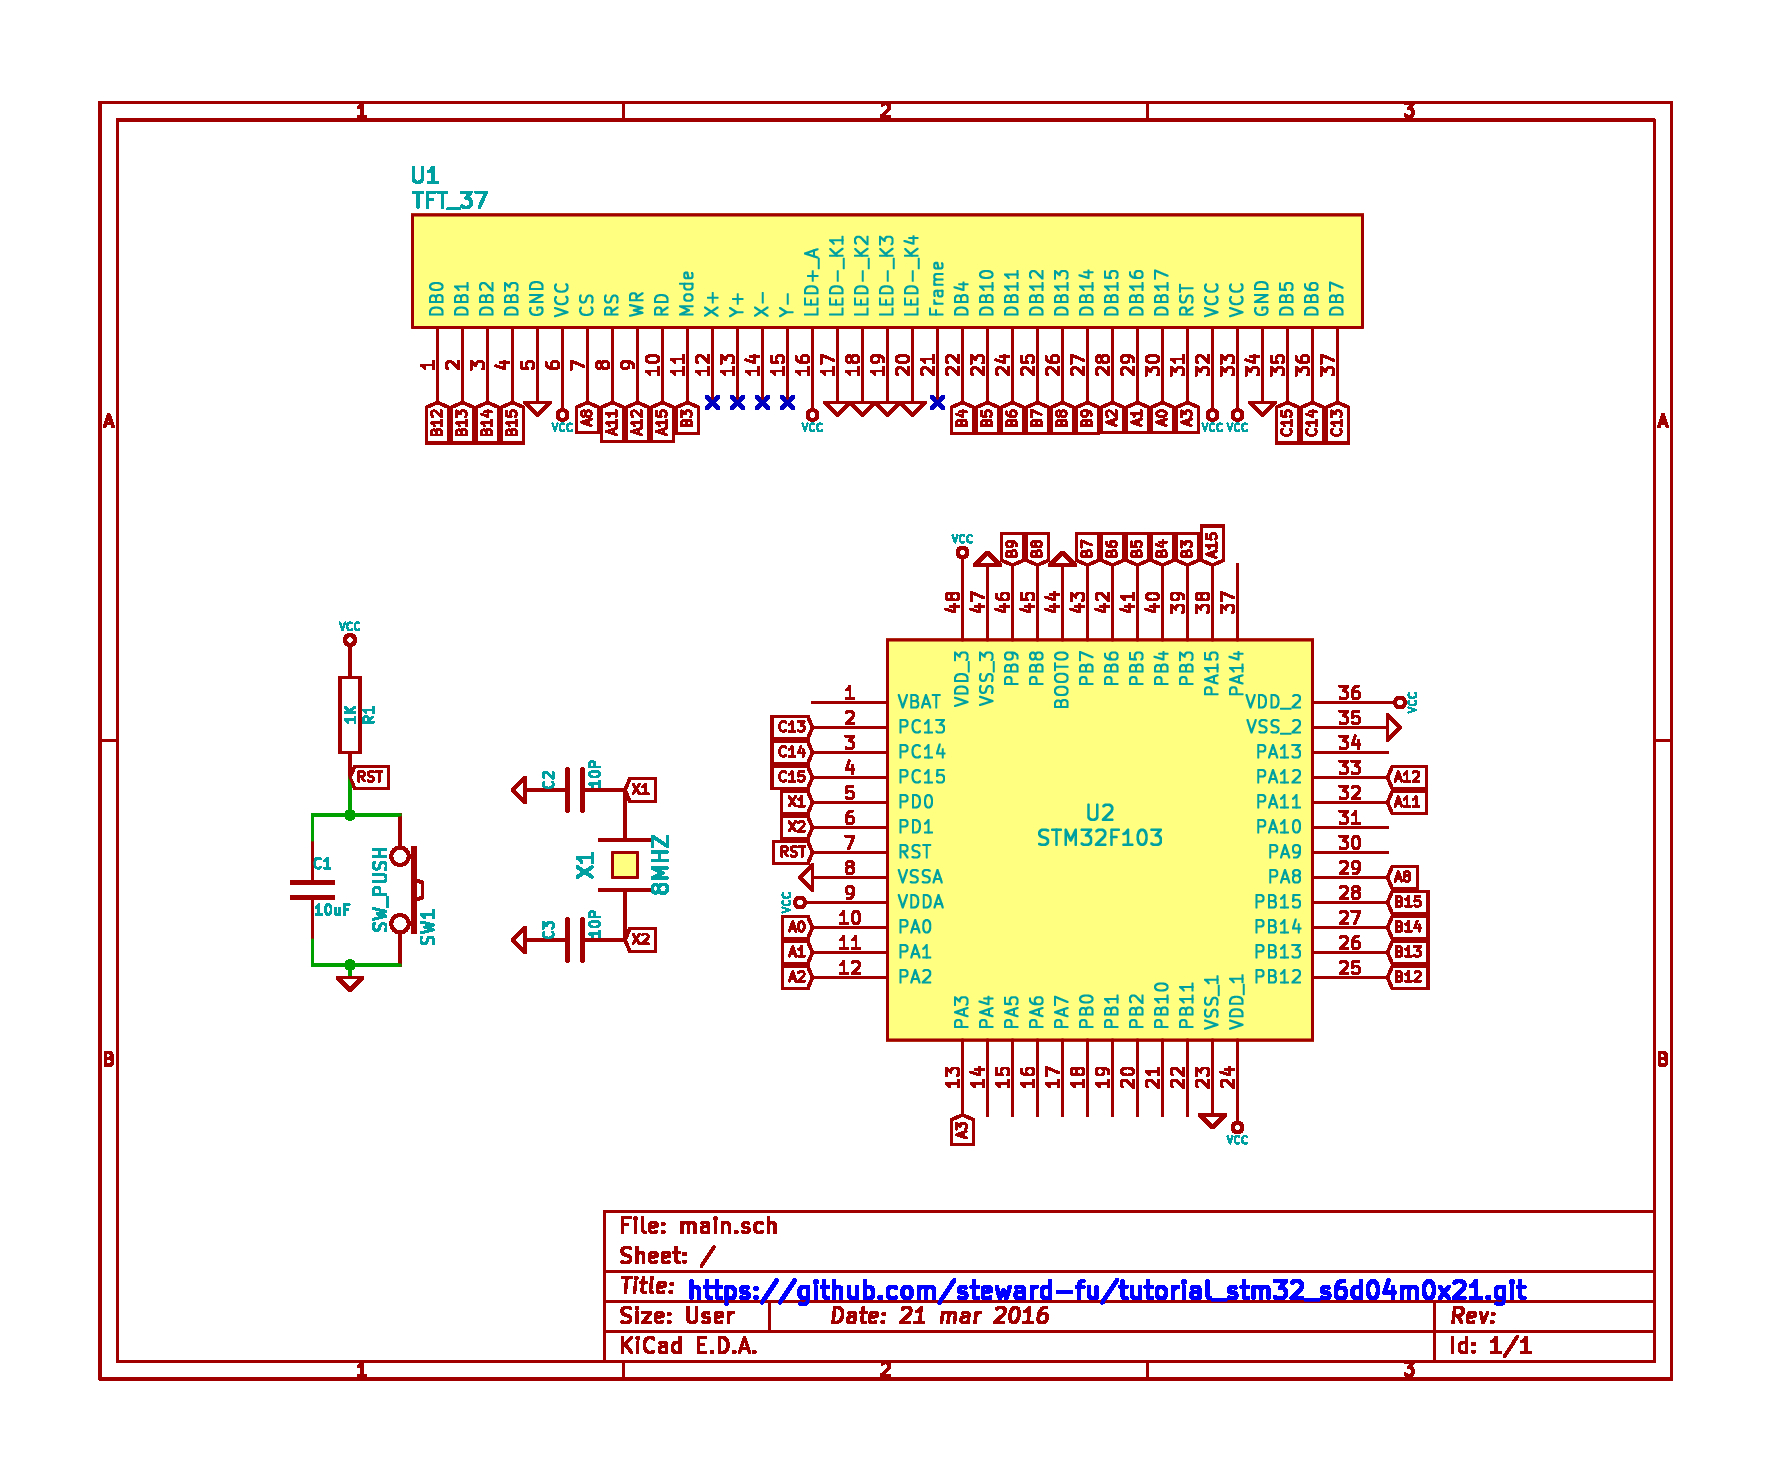 1 2 3
U1
TFT_37
DB0 DB1 DB2 DB3 GND VCC CS RS WR RD Mode X+ Y+ X- Y- LED+_A LED-_K1 LED-_K2 LED-_K3 LED-_K4 Frame DB4 DB10 DB11 DB12 DB13 DB14 DB15 DB16 DB17 RST VCC VCC GND DB5 DB6 DB7
1 2 3 4 5 6 7 8 9 10 11 12 13 14 15 16 17 18 19 20 21 22 23 24 25 26 27 28 29 30 31 32 33 34 35 36 37
A B12 B13 B14 B15 VCC A8 A11 A12 A15 B3 VCC B4 B5 B6 B7 B8 B9 A2 A1 A0 A3 VCC VCC C15 C14 C13 A
VCC B9 B8 B7 B6 B5 B4 B3 A15
48 47 46 45 44 43 42 41 40 39 38 37
VDD_3 VSS_3 PB9 PB8 BOOT0 PB7 PB6 PB5 PB4 PB3 PA15 PA14
VCC
1K R1
RST
C1
10uF
SW_PUSH
SW1
C2 10P X1
X1 8MHZ
C3 10P X2
1 VBAT
C13 2 PC13
C14 3 PC14
C15 4 PC15
X1 5 PD0
X2 6 PD1
RST 7 RST
8 VSSA
VCC 9 VDDA
A0 10 PA0
A1 11 PA1
A2 12 PA2
U2
STM32F103
VDD_2 36 VCC
VSS_2 35
PA13 34
PA12 33 A12
PA11 32 A11
PA10 31
PA9 30
PA8 29 A8
PB15 28 B15
PB14 27 B14
PB13 26 B13
PB12 25 B12
PA3 PA4 PA5 PA6 PA7 PB0 PB1 PB2 PB10 PB11 VSS_1 VDD_1
B B
13 14 15 16 17 18 19 20 21 22 23 24
A3 VCC
File: main.sch
Sheet: /
Title: https://github.com/steward-fu/tutorial_stm32_s6d04m0x21.git
Size: User Date: 21 mar 2016 Rev:
KiCad E.D.A. Id: 1/1
1 2 3